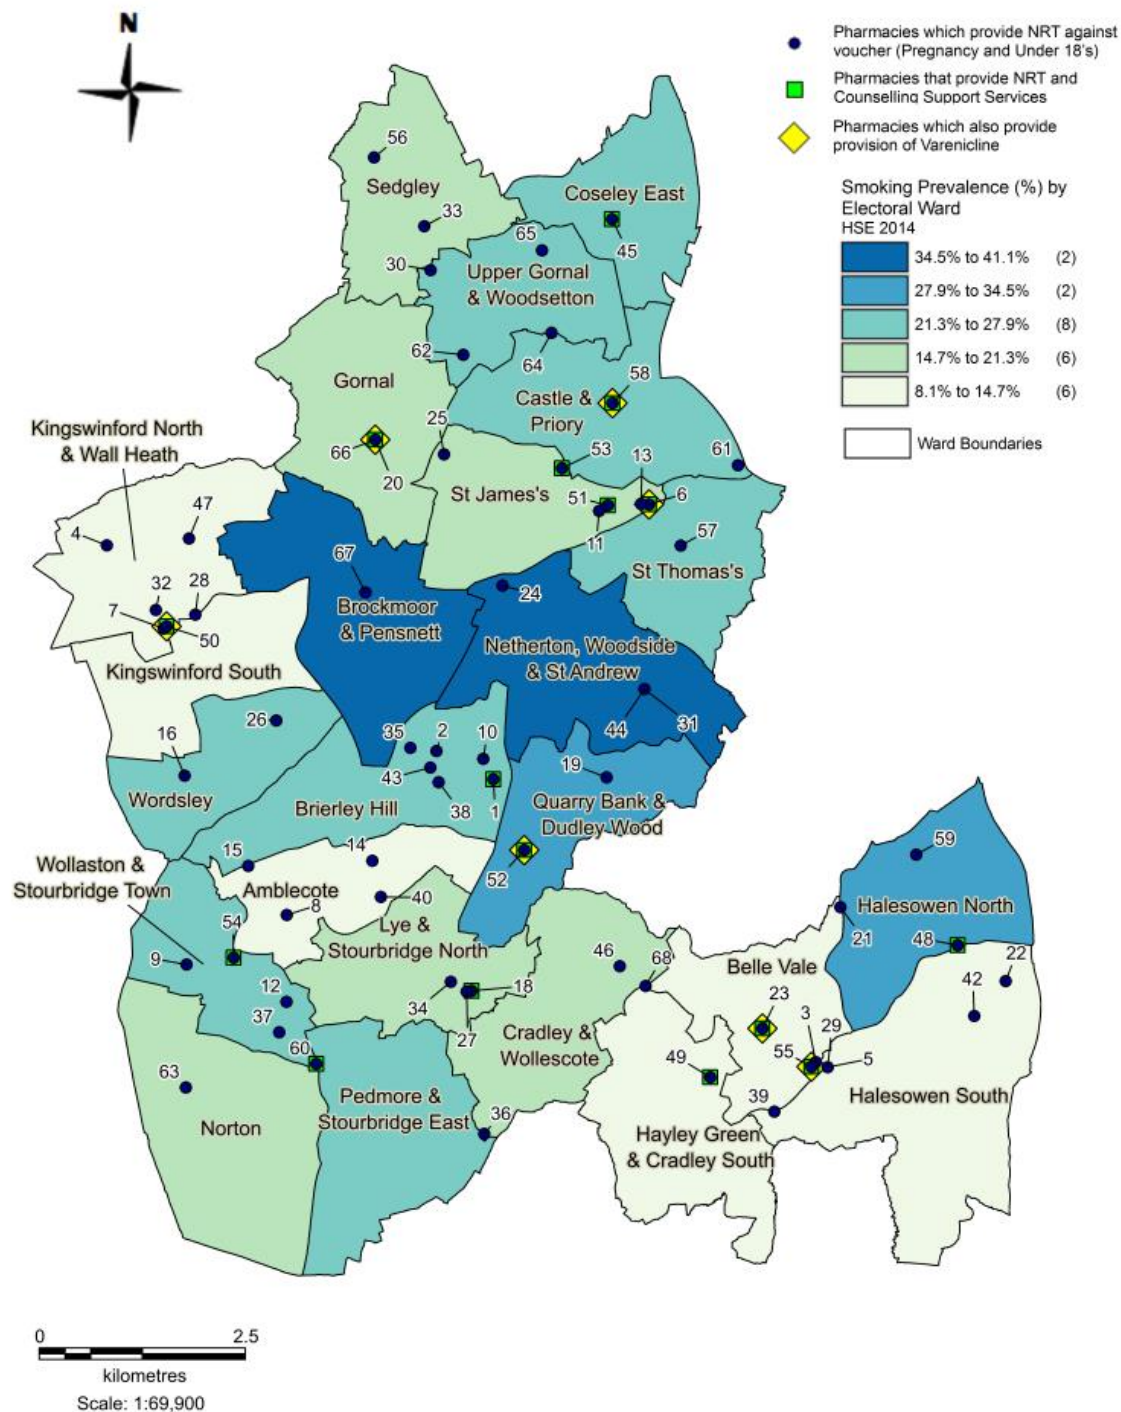 N
Pharmacies which provide NRT against
voucher (Pregnancy and Under 18's)
Pharmacies that provide NRT and
Counselling Support Services
Pharmacies which also provide
provision of Varenicline
Smoking Prevalence (%) by
Electoral Ward
HSE 2014
34.5% to 41.1% (2)
27.9% to 34.5% (2)
21.3% to 27.9% (8)
14.7% to 21.3% (6)
8.1% to 14.7% (6)
Ward Boundaries
56
Sedgley
33
30
Coseley East
45
65
Upper Gornal
& Woodsetton
62
64
Gornal
66
20
25
58
Castle &
Priory
61
53
13
6
St James's
51
11
57
St Thomas's
Kingswinford North
& Wall Heath
47
4
32
28
7
50
Kingswinford South
67
Brockmoor
& Pensnett
24
Netherton, Woodside
& St Andrew
44
31
16
26
Wordsley
35
2
10
43
38
1
Brierley Hill
19
Quarry Bank &
Dudley Wood
52
Wollaston &
Stourbridge Town
15
14
Amblecote
8
40
54
9
12
37
60
Lye &
Stourbridge North
34
27
18
46
68
Cradley &
Wollescote
36
63
Norton
Pedmore &
Stourbridge East
59
Halesowen North
21
48
22
42
Belle Vale
23
3
29
55
5
49
39
Halesowen South
Hayley Green
& Cradley South
0 2.5
kilometres
Scale: 1:69,900